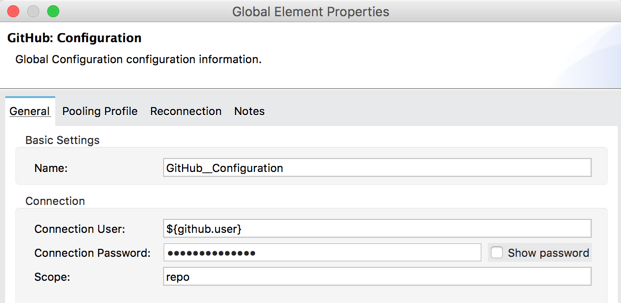 Global Element Properties
GitHub: Configuration
Global Configuration configuration information.
General Pooling Profile Reconnection Notes
Basic Settings
Name: GitHub__Configuration
Connection
Connection User: ${github.user}
Connection Password: ●●●●●●●●●●●●●● Show password
Scope: repo